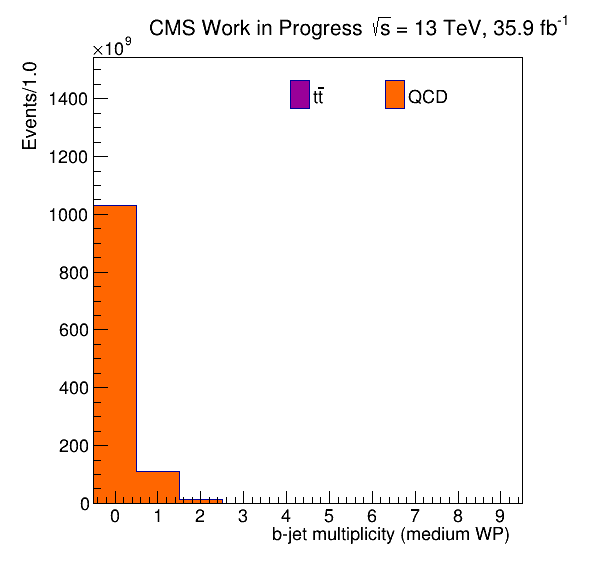 CMS Work in Progress √s = 13 TeV, 35.9 fb⁻¹
×10⁹
Events/1.0
1400
1200
1000
800
600
400
200
0
tt̅
QCD
0 1 2 3 4 5 6 7 8 9
b-jet multiplicity (medium WP)